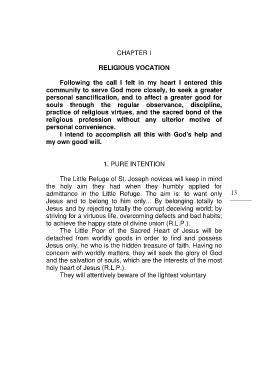 CHAPTER I
RELIGIOUS VOCATION
Following the call I felt in my heart I entered this
community to serve God more closely, to seek a greater
personal sanctification, and to affect a greater good for
souls through the regular observance, discipline,
practice of religious virtues, and the sacred bond of the
religious profession without any ulterior motive of
personal convenience.
I intend to accomplish all this with God's help and
my own good will.
1. PURE INTENTION
The Little Refuge of St. Joseph novices will keep in mind
the holy aim they had when they humbly applied for
admittance in the Little Refuge. The aim is: to want only
Jesus and to belong to him only... By belonging totally to
Jesus and by rejecting totally the corrupt deceiving world; by
striving for a virtuous life, overcoming defects and bad habits;
to achieve the happy state of divine union (R.L.P.).
The Little Poor of the Sacred Heart of Jesus will be
detached from worldly goods in order to find and possess
Jesus only, he who is the hidden treasure of faith. Having no
concern with worldly matters, they will seek the glory of God
and the salvation of souls, which are the interests of the most
holy heart of Jesus (R.L.P.).
They will attentively beware of the lightest voluntary
13